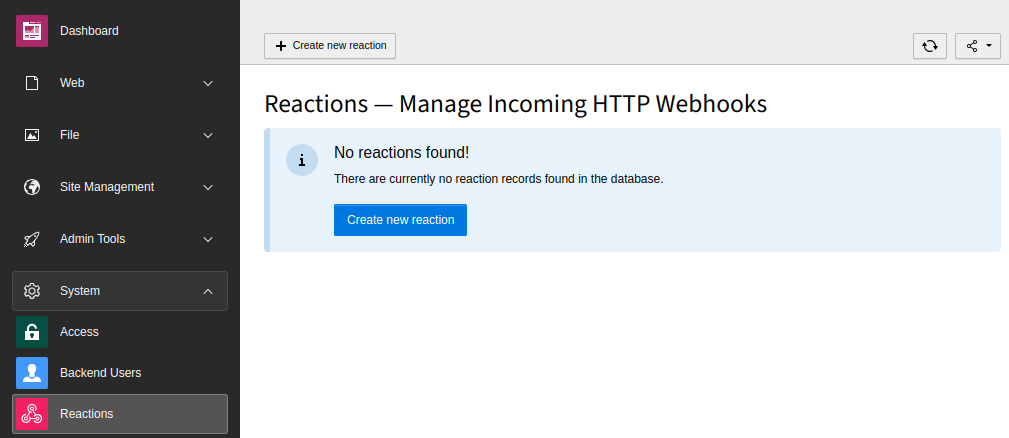 Dashboard
Web
File
Site Management
Admin Tools
System
Access
Backend Users
Reactions
Create new reaction
Reactions — Manage Incoming HTTP Webhooks
No reactions found!
There are currently no reaction records found in the database.
Create new reaction